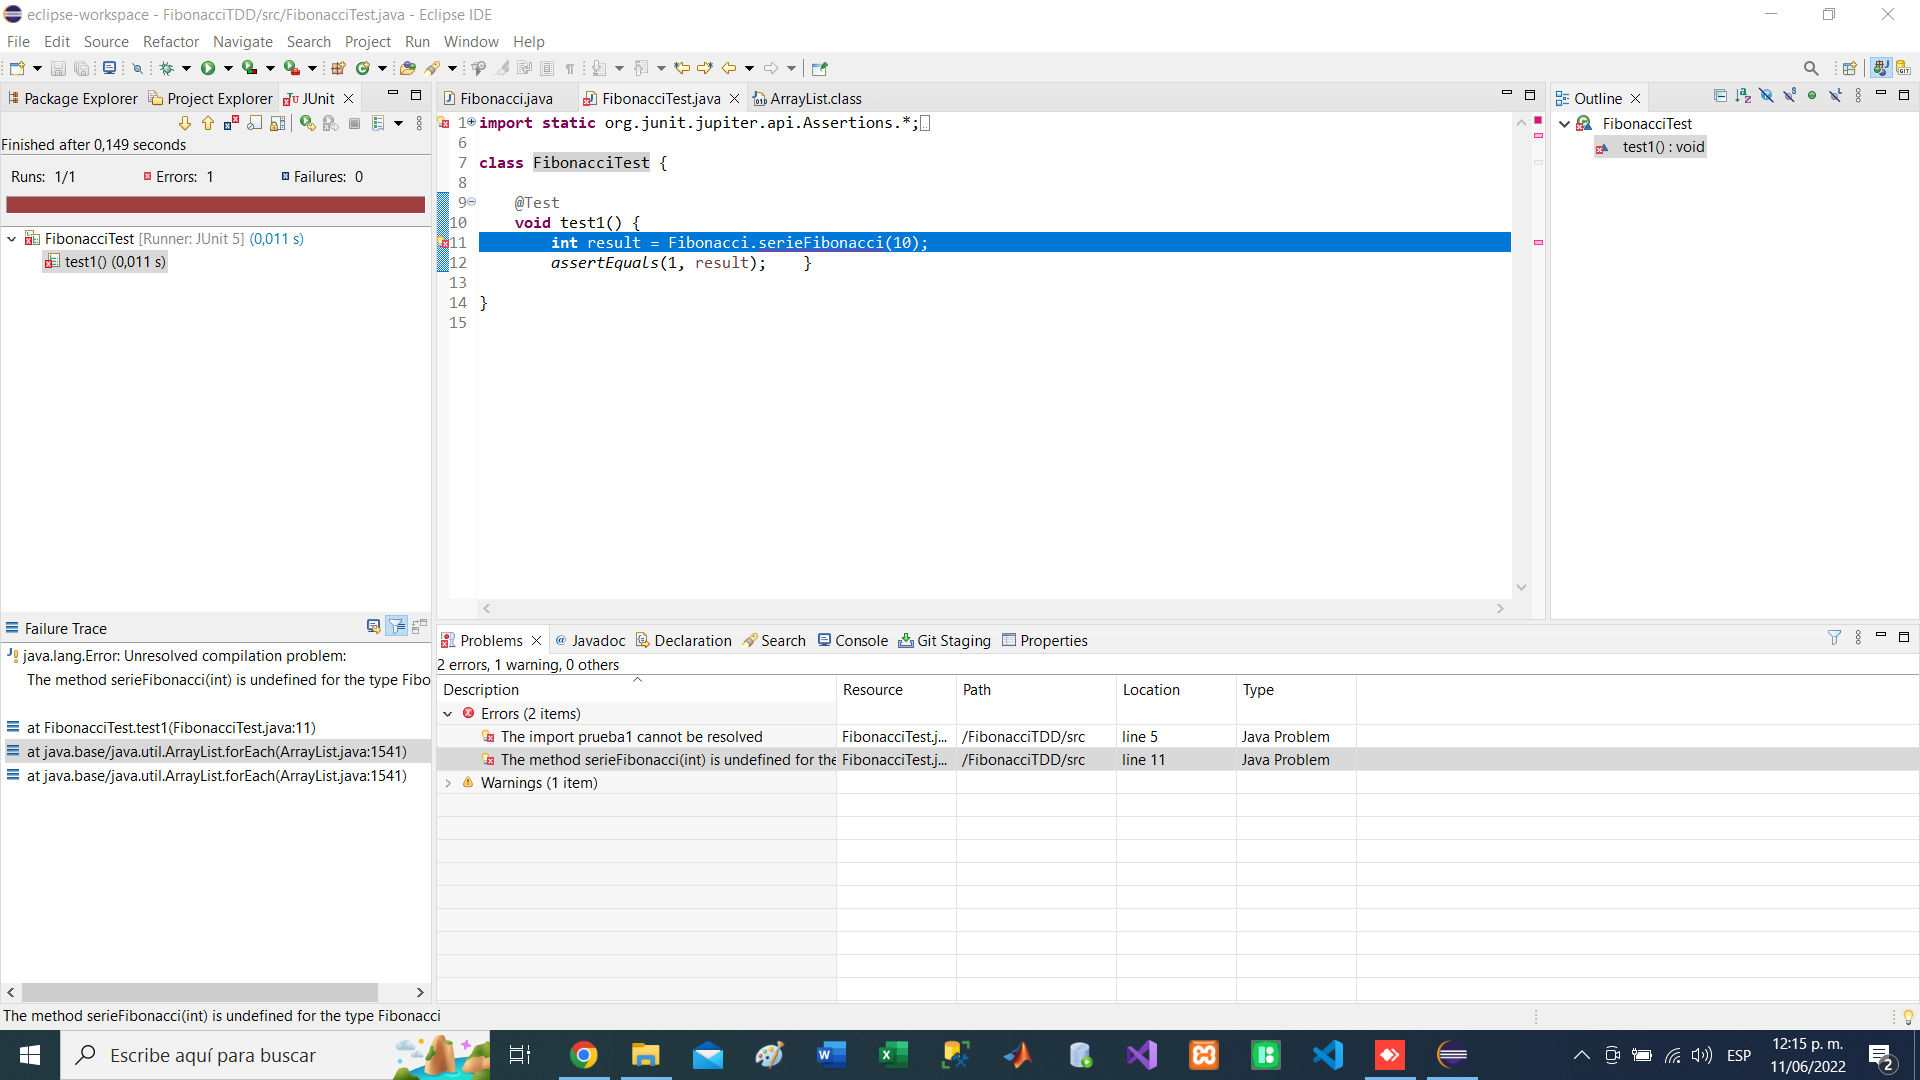 eclipse-workspace - FibonacciTDD/src/FibonacciTest.java - Eclipse IDE
File Edit Source Refactor Navigate Search Project Run Window Help
Package Explorer Project Explorer JUnit
Finished after 0,149 seconds
Runs: 1/1 Errors: 1 Failures: 0
FibonacciTest [Runner: JUnit 5] (0,011 s)
test1() (0,011 s)
Failure Trace
java.lang.Error: Unresolved compilation problem:
The method serieFibonacci(int) is undefined for the type Fibo
at FibonacciTest.test1(FibonacciTest.java:11)
at java.base/java.util.ArrayList.forEach(ArrayList.java:1541)
at java.base/java.util.ArrayList.forEach(ArrayList.java:1541)
Fibonacci.java FibonacciTest.java ArrayList.class
1 import static org.junit.jupiter.api.Assertions.*;
6
7 class FibonacciTest {
8
9 @Test
10 void test1() {
11 int result = Fibonacci.serieFibonacci(10);
12 assertEquals(1, result); }
13
14 }
15
Outline
FibonacciTest
test1() : void
Problems Javadoc Declaration Search Console Git Staging Properties
2 errors, 1 warning, 0 others
Description Resource Path Location Type
Errors (2 items)
The import prueba1 cannot be resolved FibonacciTest.j... /FibonacciTDD/src line 5 Java Problem
The method serieFibonacci(int) is undefined for the FibonacciTest.j... /FibonacciTDD/src line 11 Java Problem
Warnings (1 item)
The method serieFibonacci(int) is undefined for the type Fibonacci
Escribe aquí para buscar
ESP
12:15 p. m.
11/06/2022
2